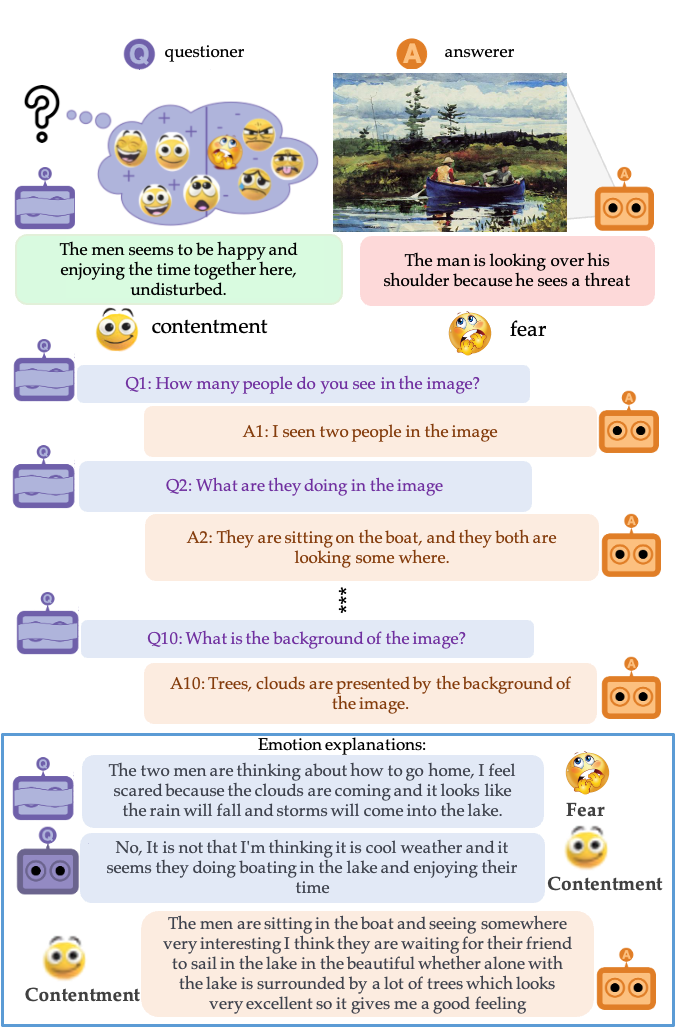 Q questioner
A answerer
Q
A
The men seems to be happy and
enjoying the time together here,
undisturbed.
The man is looking over his
shoulder because he sees a threat
contentment
fear
Q
Q1: How many people do you see in the image?
A
A1: I seen two people in the image
Q
Q2: What are they doing in the image
A
A2: They are sitting on the boat, and they both are
looking some where.
***
Q
Q10: What is the background of the image?
A
A10: Trees, clouds are presented by the background of
the image.
Emotion explanations:
Q
The two men are thinking about how to go home, I feel
scared because the clouds are coming and it looks like
the rain will fall and storms will come into the lake.
Fear
Q
No, It is not that I'm thinking it is cool weather and it
seems they doing boating in the lake and enjoying their
time
Contentment
The men are sitting in the boat and seeing somewhere
very interesting I think they are waiting for their friend
to sail in the lake in the beautiful whether alone with
the lake is surrounded by a lot of trees which looks
very excellent so it gives me a good feeling
Contentment
A